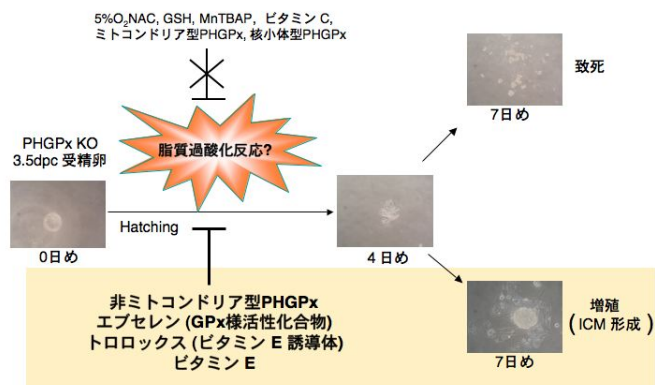 5%O₂NAC, GSH, MnTBAP, ビタミン C,
ミトコンドリア型PHGPx, 核小体型PHGPx
致死
7日め
PHGPx KO
3.5dpc 受精卵
脂質過酸化反応?
Hatching
0日め
4日め
非ミトコンドリア型PHGPx
エブセレン (GPx様活性化合物)
トロロックス (ビタミン E 誘導体)
ビタミン E
増殖
(ICM 形成)
7日め